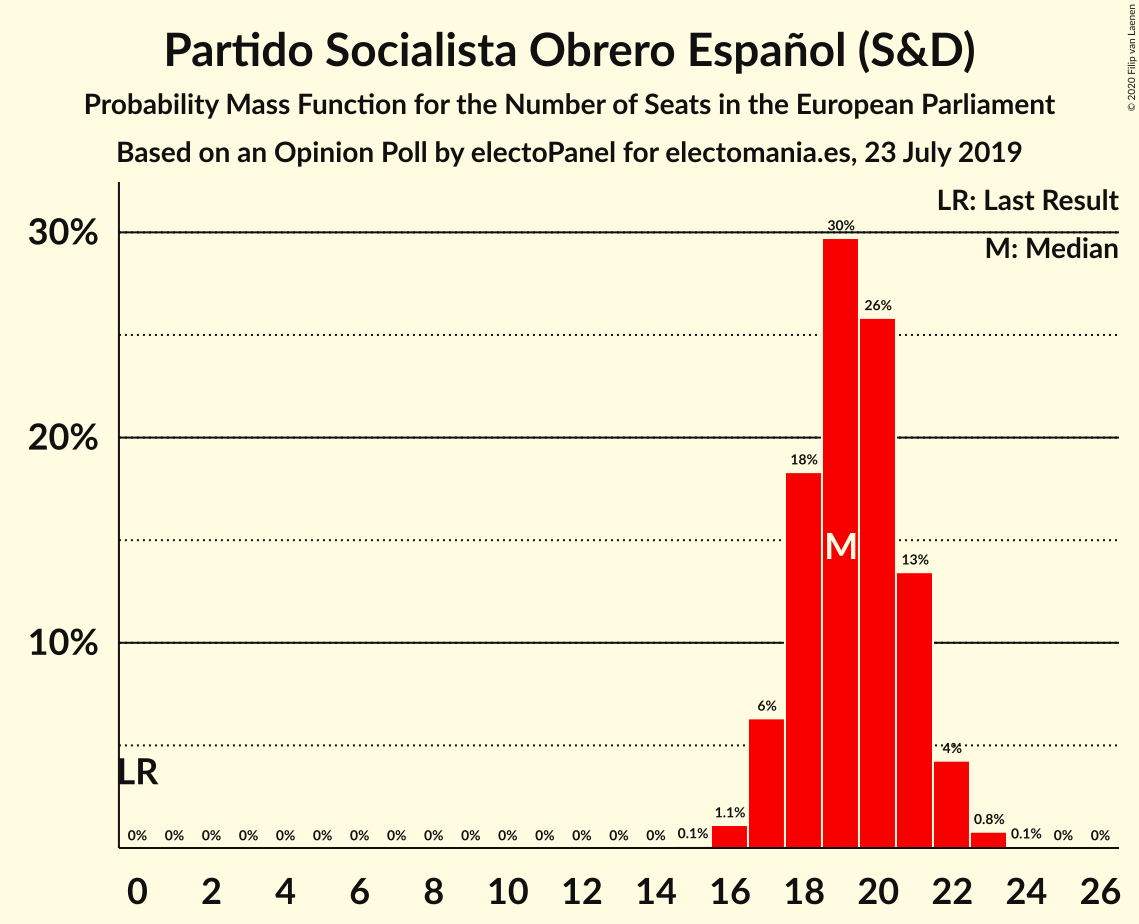 Partido Socialista Obrero Español (S&D)
Probability Mass Function for the Number of Seats in the European Parliament
Based on an Opinion Poll by electoPanel for electomania.es, 23 July 2019
© 2020 Filip van Laenen
LR: Last Result
M: Median
30%
20%
10%
30%
26%
18%
M
13%
6%
4%
LR
0% 0% 0% 0% 0% 0% 0% 0% 0% 0% 0% 0% 0% 0% 0% 0.1% 1.1% 0.8% 0.1% 0% 0%
0 2 4 6 8 10 12 14 16 18 20 22 24 26